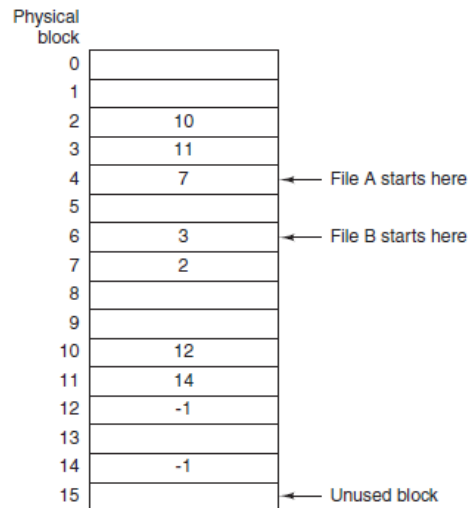 Physical
block
0
1
2 10
3 11
4 7 File A starts here
5
6 3 File B starts here
7 2
8
9
10 12
11 14
12 -1
13
14 -1
15 Unused block